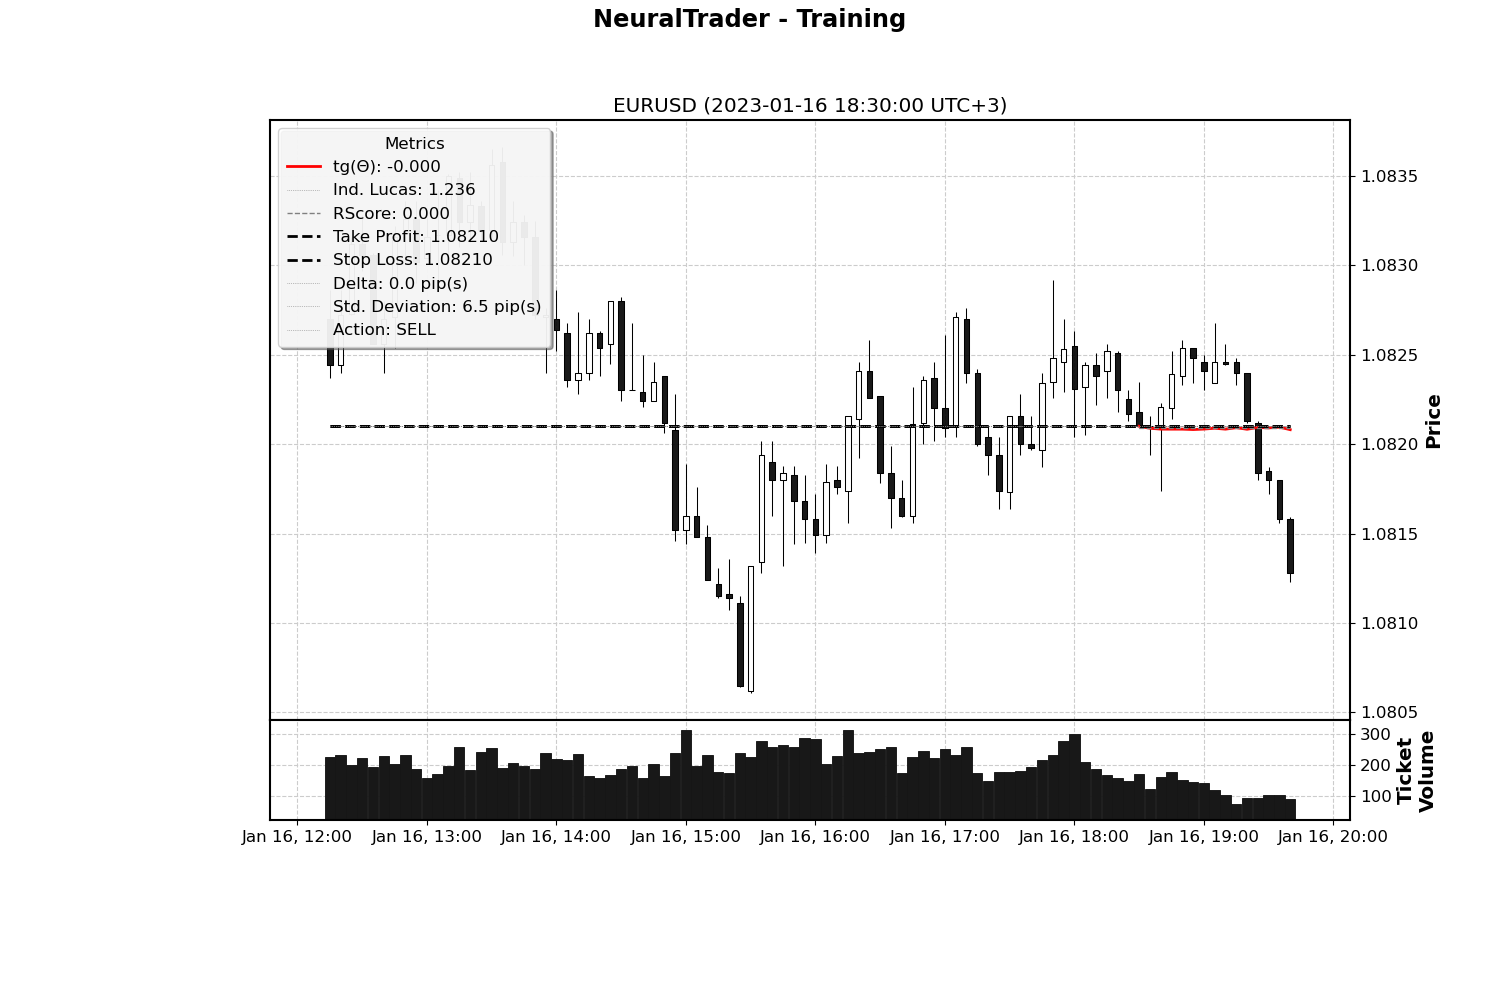 NeuralTrader - Training
EURUSD (2023-01-16 18:30:00 UTC+3)
Metrics
tg(Θ): -0.000
Ind. Lucas: 1.236
RScore: 0.000
Take Profit: 1.08210
Stop Loss: 1.08210
Delta: 0.0 pip(s)
Std. Deviation: 6.5 pip(s)
Action: SELL
1.0835
1.0830
1.0825
1.0820
1.0815
1.0810
1.0805
Price
300
200
100
Ticket
Volume
Jan 16, 12:00 Jan 16, 13:00 Jan 16, 14:00 Jan 16, 15:00 Jan 16, 16:00 Jan 16, 17:00 Jan 16, 18:00 Jan 16, 19:00 Jan 16, 20:00